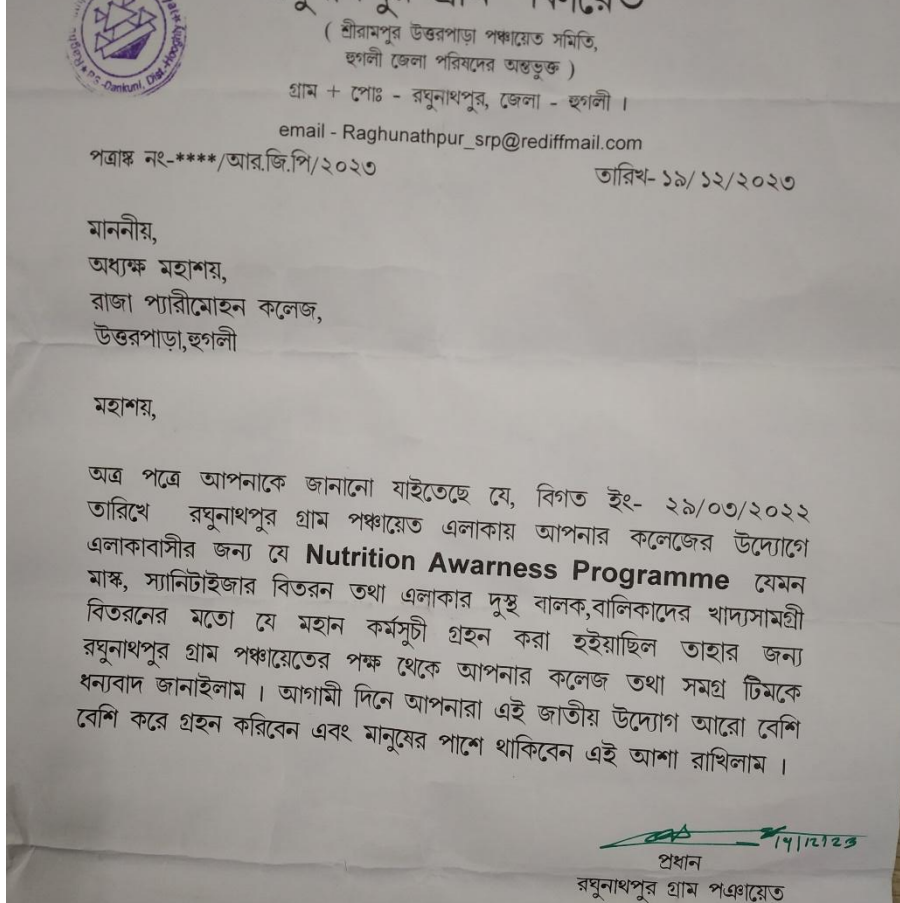 ( শ্রীরামপুর উত্তরপাড়া পঞ্চায়েত সমিতি,
হুগলী জেলা পরিষদের অন্তভুক্ত )
গ্রাম + পোঃ - রঘুনাথপুর, জেলা - হুগলী ।
email - Raghunathpur_srp@rediffmail.com
পত্রাঙ্ক নং-****/আর.জি.পি/২০২৩
তারিখ- ১৯/ ১২/২০২৩
মাননীয়,
অধ্যক্ষ মহাশয়,
রাজা প্যারীমোহন কলেজ,
উত্তরপাড়া,হুগলী
মহাশয়,
অত্র পত্রে আপনাকে জানানো যাইতেছে যে, বিগত ইং- ২৯/০৩/২০২২
তারিখে রঘুনাথপুর গ্রাম পঞ্চায়েত এলাকায় আপনার কলেজের উদ্যোগে
এলাকাবাসীর জন্য যে Nutrition Awarness Programme যেমন
মাস্ক, স্যানিটাইজার বিতরন তথা এলাকার দুস্থ বালক,বালিকাদের খাদ্যসামগ্রী
বিতরনের মতো যে মহান কর্মসূচী গ্রহন করা হইয়াছিল তাহার জন্য
রঘুনাথপুর গ্রাম পঞ্চায়েতের পক্ষ থেকে আপনার কলেজ তথা সমগ্র টিমকে
ধন্যবাদ জানাইলাম । আগামী দিনে আপনারা এই জাতীয় উদ্যোগ আরো বেশি
বেশি করে গ্রহন করিবেন এবং মানুষের পাশে থাকিবেন এই আশা রাখিলাম ।
প্রধান
রঘুনাথপুর গ্রাম পঞ্চায়েত
PS-Dankuni, Dist.-Hooghly